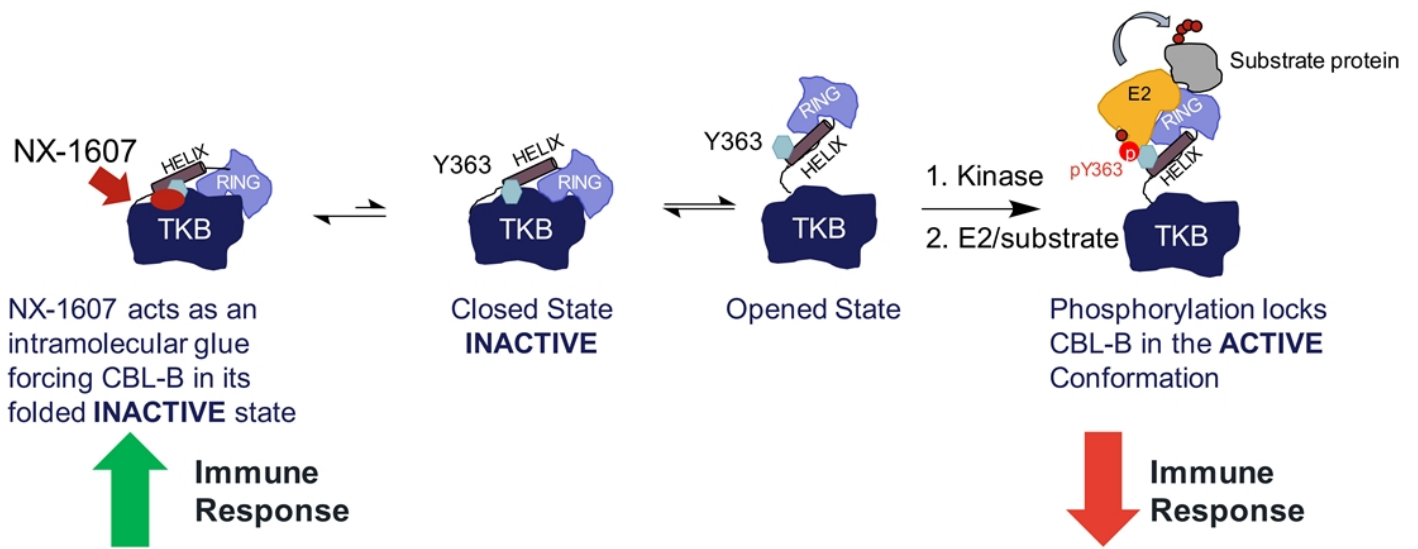 NX-1607
HELIX
RING
TKB
NX-1607 acts as an
intramolecular glue
forcing CBL-B in its
folded INACTIVE state
Immune
Response
Y363
HELIX
RING
TKB
Closed State
INACTIVE
Y363
RING
HELIX
TKB
Opened State
1. Kinase
2. E2/substrate
Substrate protein
E2
RING
p
pY363
HELIX
TKB
Phosphorylation locks
CBL-B in the ACTIVE
Conformation
Immune
Response